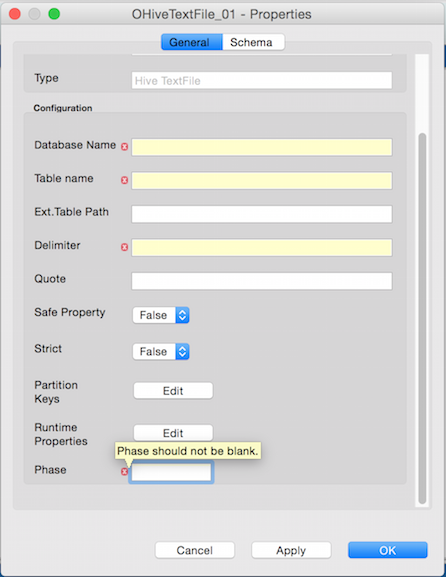 OHiveTextFile_01 - Properties
General Schema
Type
Hive TextFile
Configuration
Database Name
Table name
Ext.Table Path
Delimiter
Quote
Safe Property False
Strict False
Partition
Keys
Edit
Runtime
Properties
Edit
Phase should not be blank.
Phase
Cancel Apply OK